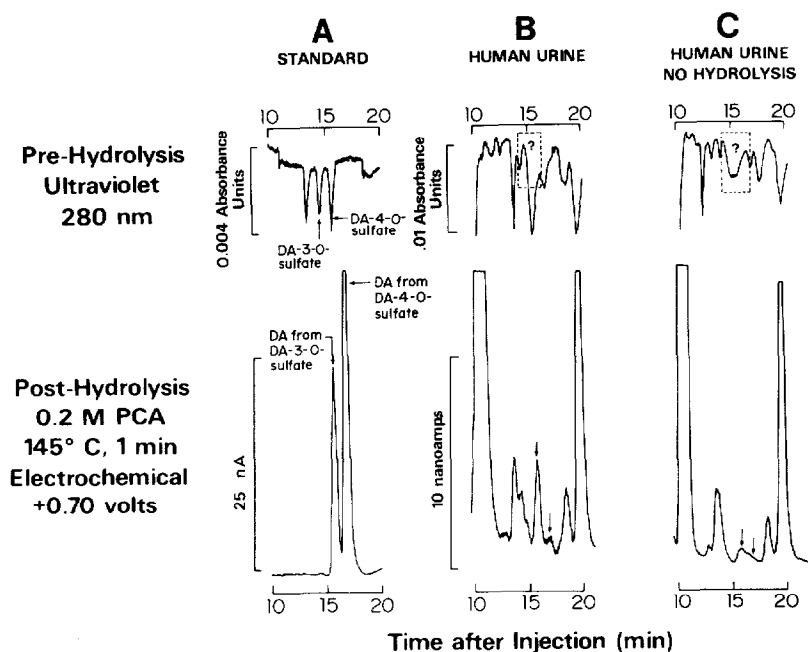 A
STANDARD
B
HUMAN URINE
C
HUMAN URINE
NO HYDROLYSIS
Pre-Hydrolysis
Ultraviolet
280 nm
10 15 20
0.004 Absorbance
Units
DA-3-O-
sulfate
DA-4-O-
sulfate
10 15 20
.01 Absorbance
Units
?
10 15 20
?
Post-Hydrolysis
0.2 M PCA
145° C, 1 min
Electrochemical
+0.70 volts
25 nA
DA from
DA-3-O-
sulfate
DA from
DA-4-O-
sulfate
10 15 20
10 nanoamps
10 15 20
10 15 20
Time after Injection (min)